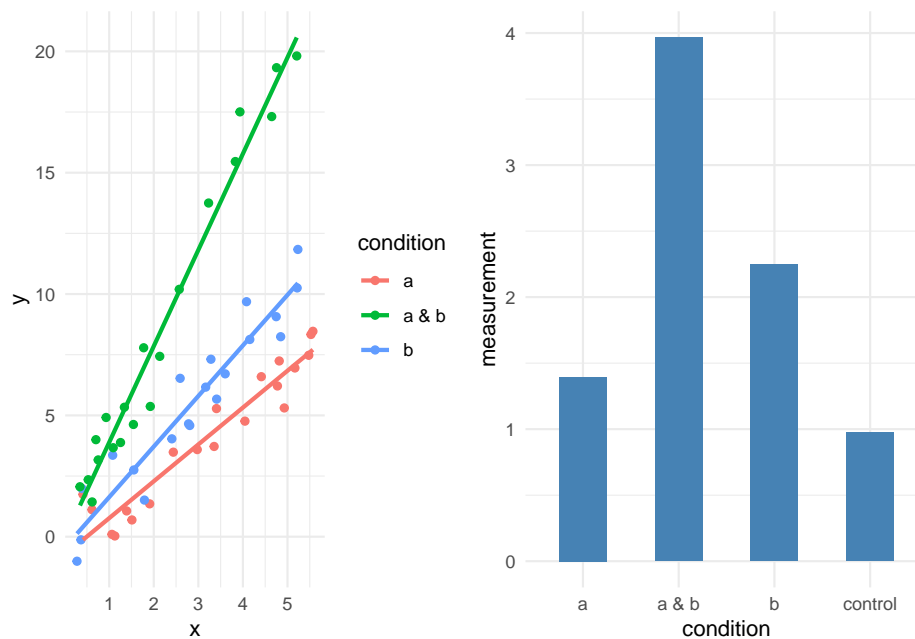 20
15
10
5
0
y
1 2 3 4 5
x
condition
a
a & b
b
4
3
2
1
0
measurement
a a & b b control
condition